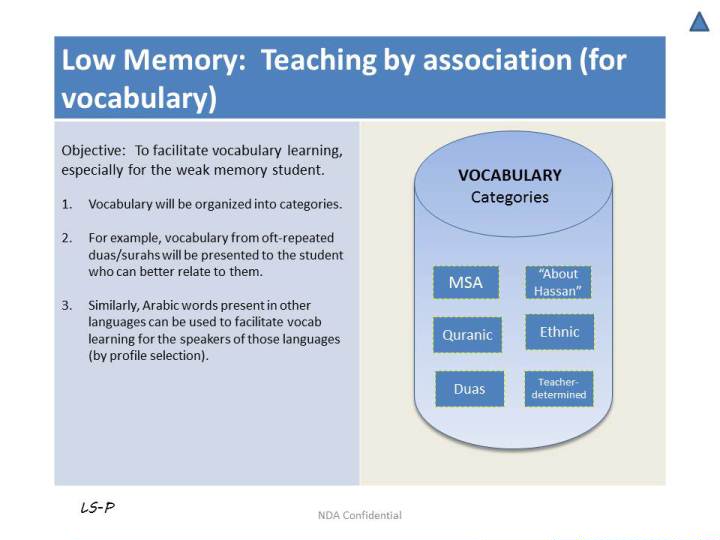 Low Memory:  Teaching by association (for
vocabulary)
Objective:  To facilitate vocabulary learning,
especially for the weak memory student.
1. Vocabulary will be organized into categories.
2. For example, vocabulary from oft-repeated
duas/surahs will be presented to the student
who can better relate to them.
3. Similarly, Arabic words present in other
languages can be used to facilitate vocab
learning for the speakers of those languages
(by profile selection).
VOCABULARY
Categories
MSA
“About
Hassan”
Quranic
Ethnic
Duas
Teacher-
determined
LS-P
NDA Confidential